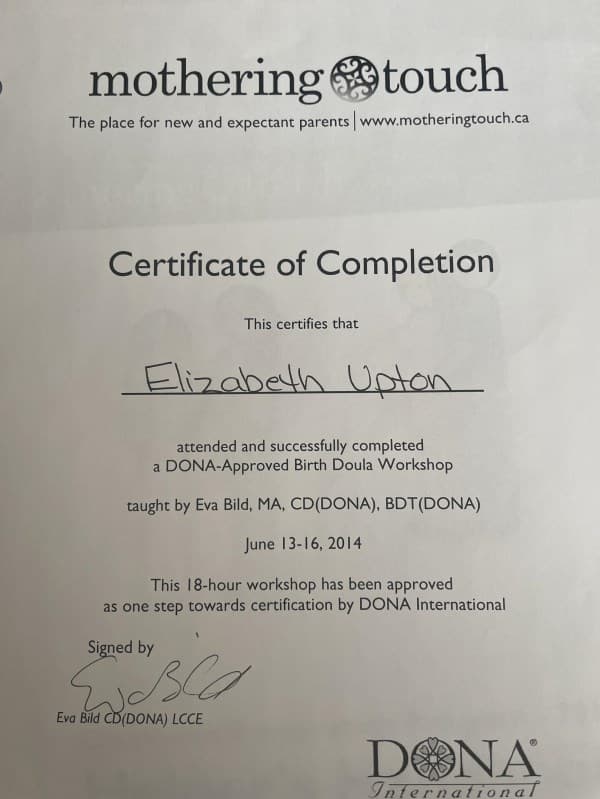 mothering touch
The place for new and expectant parents | www.motheringtouch.ca
Certificate of Completion
This certifies that
Elizabeth Upton
attended and successfully completed
a DONA-Approved Birth Doula Workshop
taught by Eva Bild, MA, CD(DONA), BDT(DONA)
June 13-16, 2014
This 18-hour workshop has been approved
as one step towards certification by DONA International
Signed by
Eva Bild
Eva Bild CD(DONA) LCCE
DONA®
International